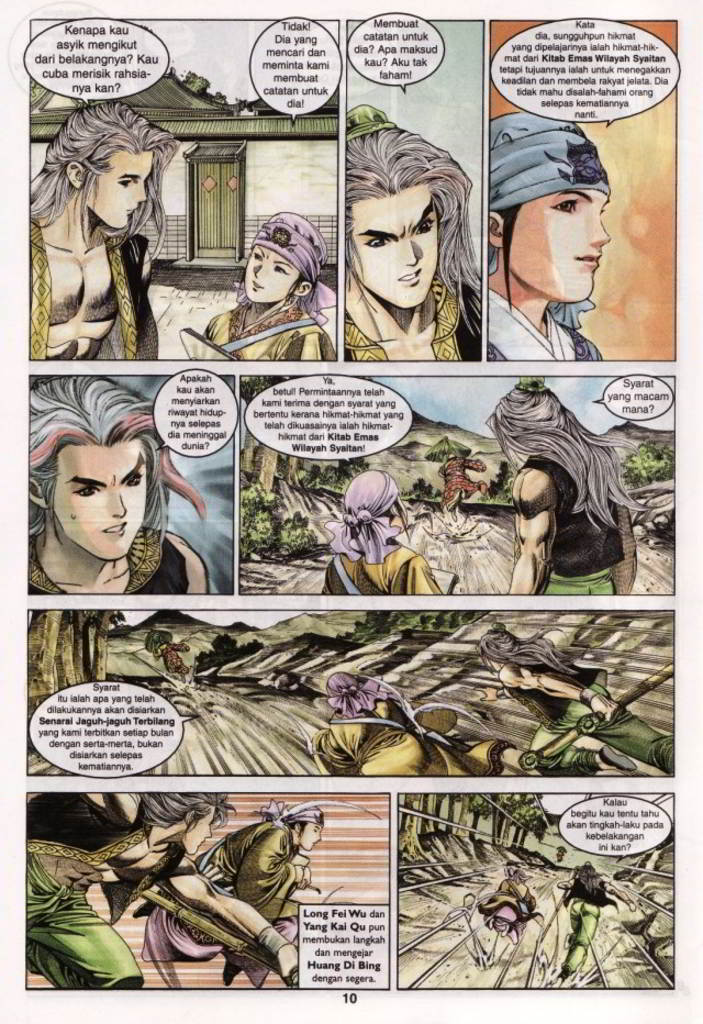 Kenapa kau
asyik mengikut
dari belakangnya? Kau
cuba merisik rahsia-
nya kan?
Tidak!
Dia yang
mencari dan
meminta kami
membuat
catatan untuk
dia!
Membuat
catatan untuk
dia? Apa maksud
kau? Aku tak
faham!
Kata
dia, sungguhpun hikmat
yang dipelajarinya ialah hikmat-hik-
mat dari Kitab Emas Wilayah Syaitan
tetapi tujuannya ialah untuk menegakkan
keadilan dan membela rakyat jelata. Dia
tidak mahu disalah-fahami orang
selepas kematiannya
nanti.
Apakah
kau akan
menyiarkan
riwayat hidup-
nya selepas
dia meninggal
dunia?
Ya,
betul! Permintaannya telah
kami terima dengan syarat yang
bertentu kerana hikmat-hikmat yang
telah dikuasainya ialah hikmat-
hikmat dari Kitab Emas
Wilayah Syaitan!
Syarat
yang macam
mana?
Syarat
itu ialah apa yang telah
dilakukannya akan disiarkan
Senarai Jaguh-jaguh Terbilang
yang kami terbitkan setiap bulan
dengan serta-merta, bukan
disiarkan selepas
kematiannya.
Long Fei Wu dan
Yang Kai Qu pun
membukan langkah
dan mengejar
Huang Di Bing
dengan segera.
Kalau
begitu kau tentu tahu
akan tingkah-laku pada
kebelakangan
ini kan?
10